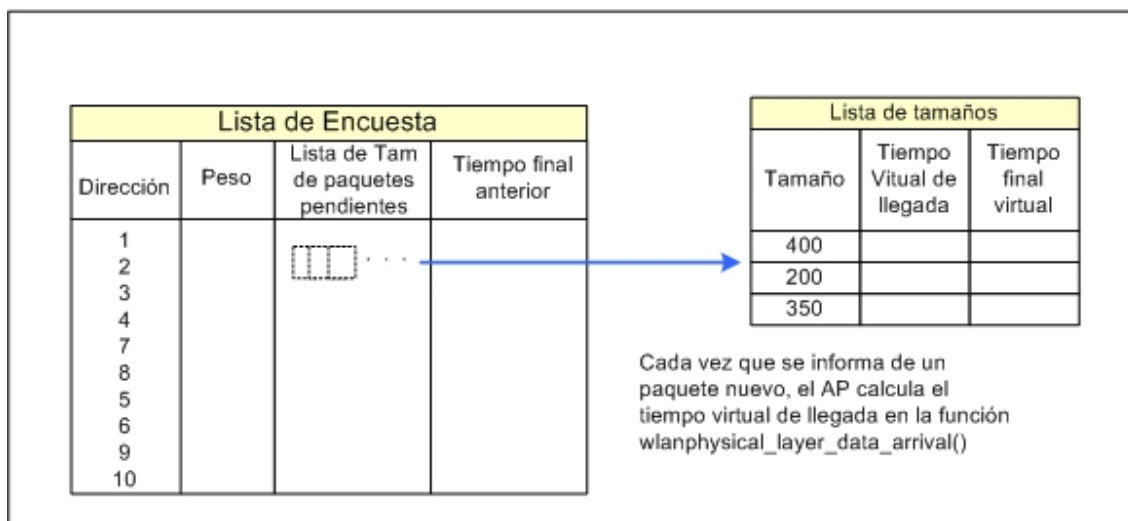 Lista de Encuesta
Dirección
Peso
Lista de Tam
de paquetes
pendientes
Tiempo final
anterior
1
2
3
4
7
8
5
6
9
10
Lista de tamaños
Tamaño
Tiempo
Vitual de
llegada
Tiempo
final
virtual
400
200
350
Cada vez que se informa de un
paquete nuevo, el AP calcula el
tiempo virtual de llegada en la función
wlanphysical_layer_data_arrival()